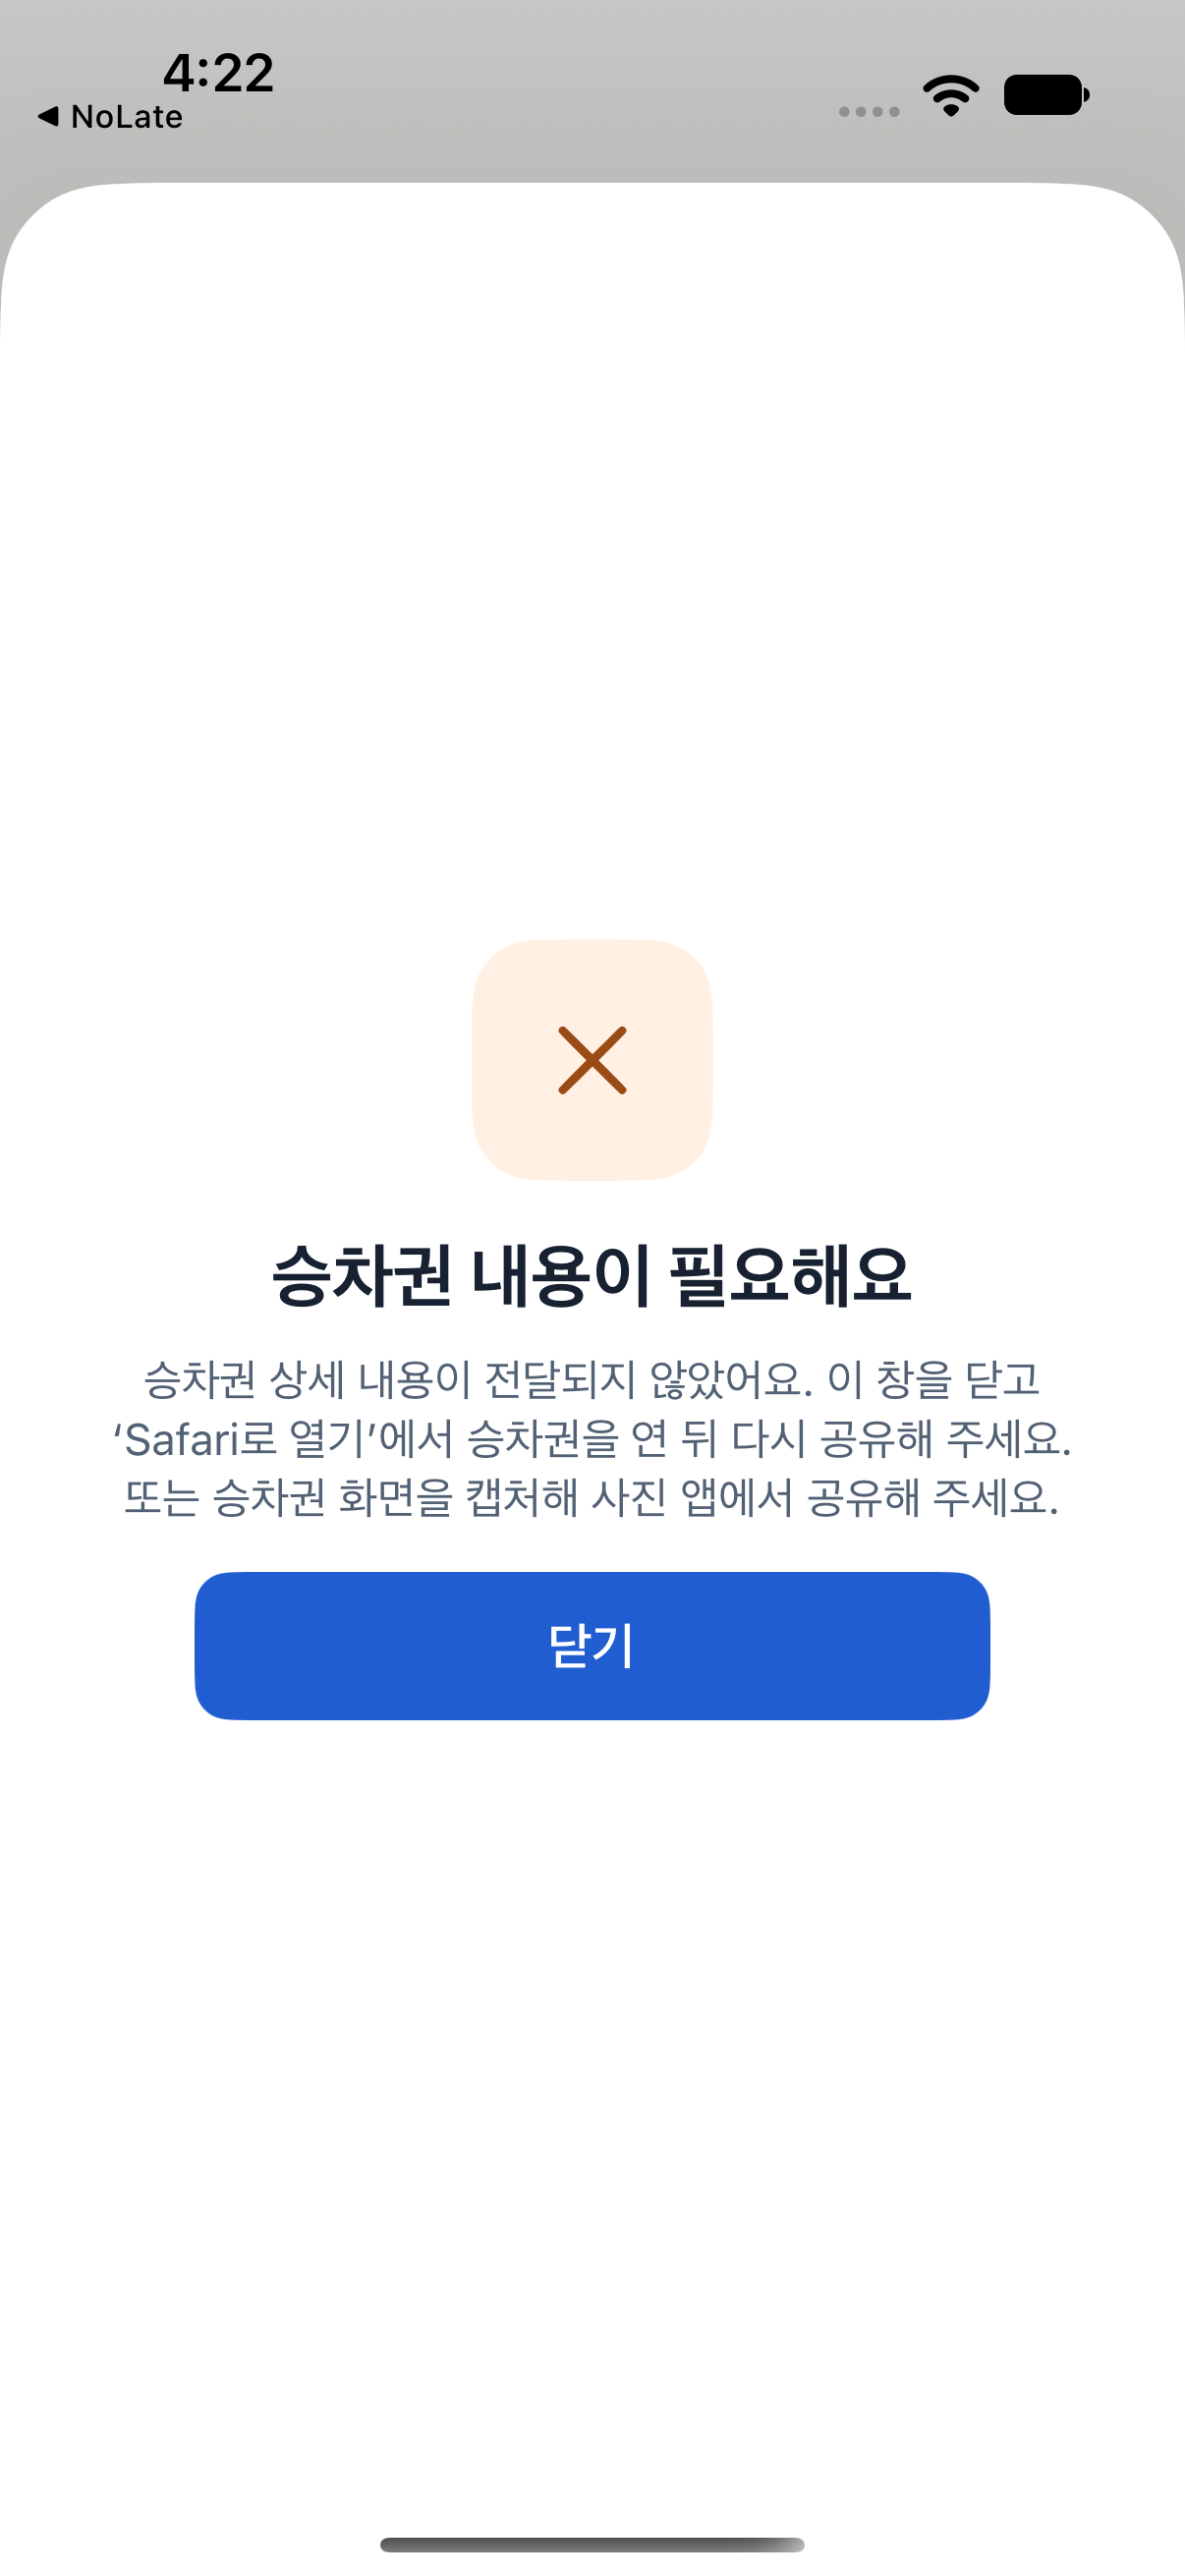 4:22
◀ NoLate
승차권 내용이 필요해요
승차권 상세 내용이 전달되지 않았어요. 이 창을 닫고
‘Safari로 열기’에서 승차권을 연 뒤 다시 공유해 주세요.
또는 승차권 화면을 캡처해 사진 앱에서 공유해 주세요.
닫기